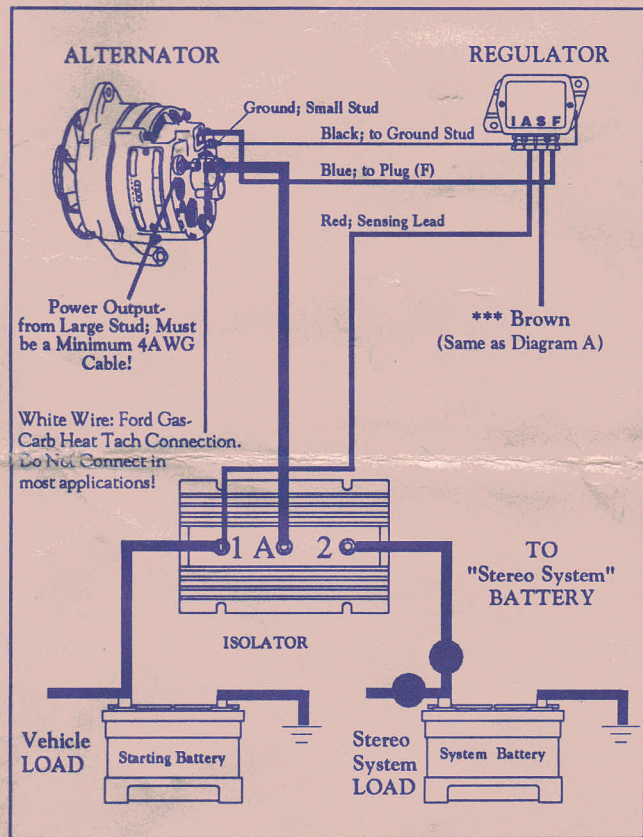 ALTERNATOR
REGULATOR
I A S F
Ground; Small Stud
Black; to Ground Stud
Blue; to Plug (F)
Red; Sensing Lead
Power Output-
from Large Stud; Must
be a Minimum 4AWG
Cable!
*** Brown
(Same as Diagram A)
White Wire: Ford Gas-
Carb Heat Tach Connection.
Do Not Connect in
most applications!
1 A 2
TO
"Stereo System"
BATTERY
ISOLATOR
Vehicle
LOAD
Starting Battery
Stereo
System
LOAD
System Battery